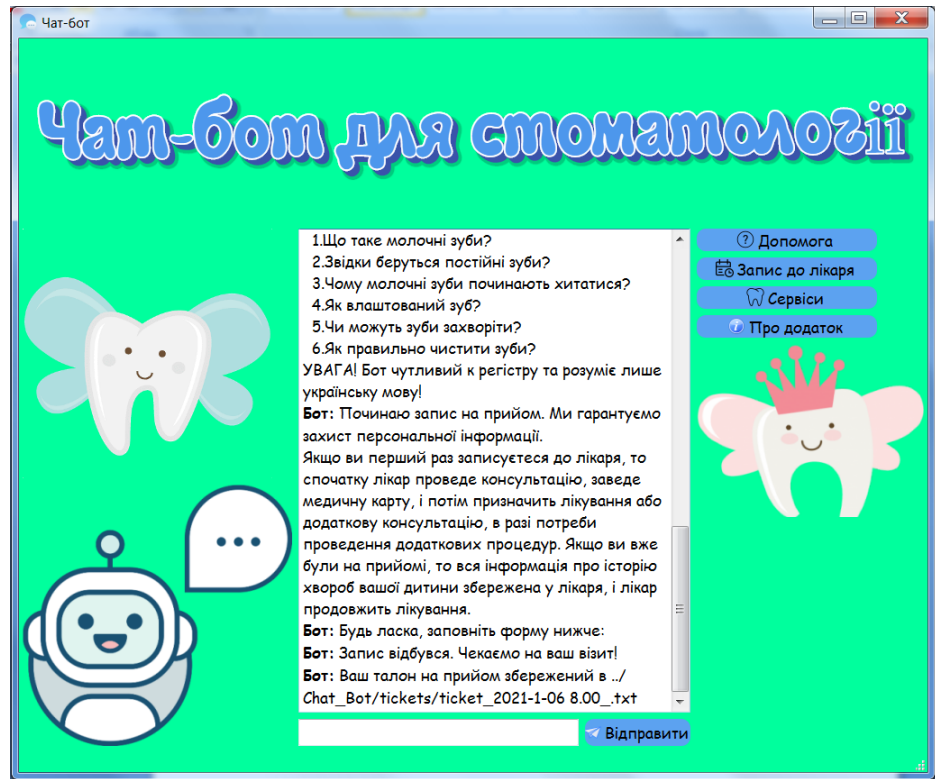 Чат-бот
Чат-бот для стоматології
1.Що таке молочні зуби?
2.Звідки беруться постійні зуби?
3.Чому молочні зуби починають хитатися?
4.Як влаштований зуб?
5.Чи можуть зуби захворіти?
6.Як правильно чистити зуби?
УВАГА! Бот чутливий к регістру та розуміє лише
українську мову!
Бот: Починаю запис на прийом. Ми гарантуємо
захист персональної інформації.
Якщо ви перший раз записуєтеся до лікаря, то
спочатку лікар проведе консультацію, заведе
медичну карту, і потім призначить лікування або
додаткову консультацію, в разі потреби
проведення додаткових процедур. Якщо ви вже
були на прийомі, то вся інформація про історію
хвороб вашої дитини збережена у лікаря, і лікар
продовжить лікування.
Бот: Будь ласка, заповніть форму нижче:
Бот: Запис відбувся. Чекаємо на ваш візит!
Бот: Ваш талон на прийом збережений в ../
Chat_Bot/tickets/ticket_2021-1-06 8.00_.txt
Відправити
Допомога
Запис до лікаря
Сервіси
Про додаток